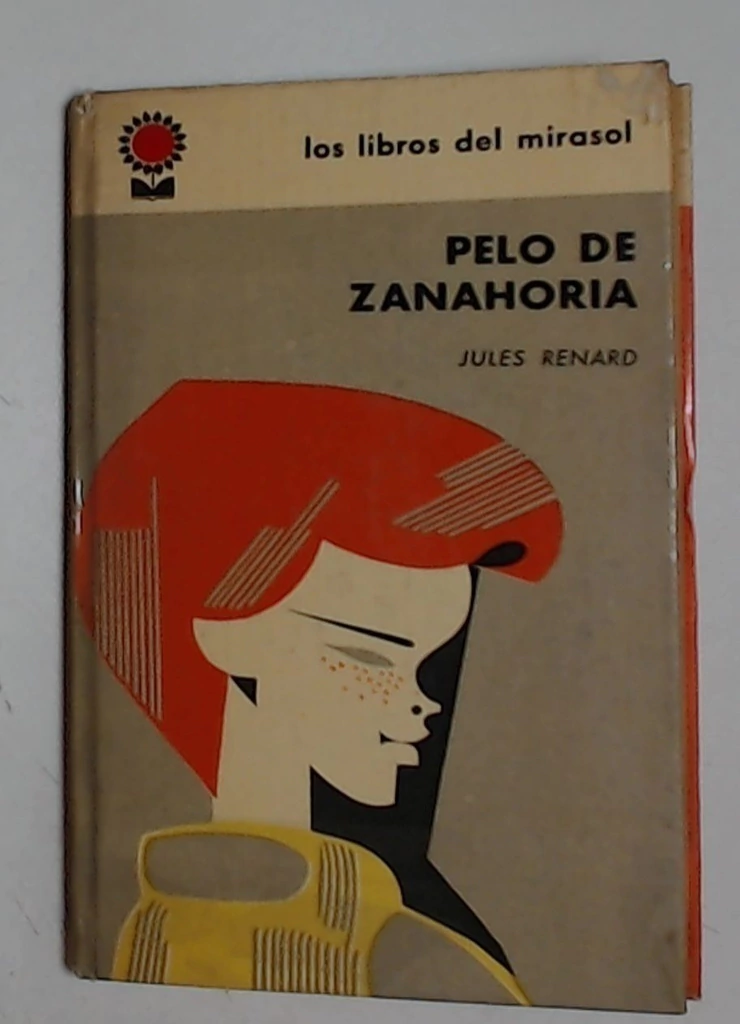 los libros del mirasol
PELO DE
ZANAHORIA
JULES RENARD